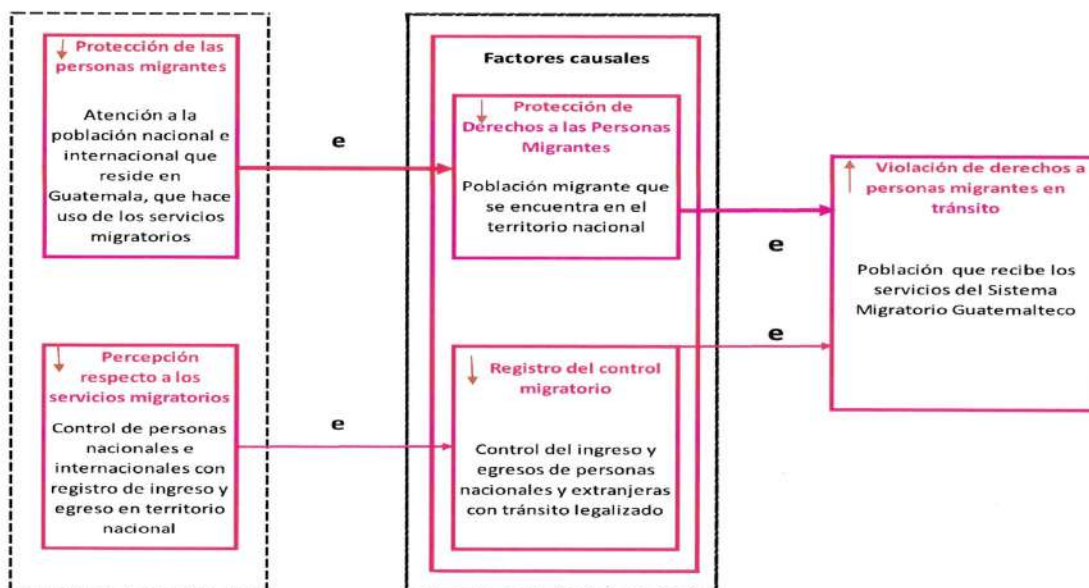 ↓ Protección de las
personas migrantes
Atención a la
población nacional e
internacional que
reside en
Guatemala, que hace
uso de los servicios
migratorios
↓ Percepción
respecto a los
servicios migratorios
Control de personas
nacionales e
internacionales con
registro de ingreso y
egreso en territorio
nacional
e
e
Factores causales
↓ Protección de
Derechos a las Personas
Migrantes
Población migrante que
se encuentra en el
territorio nacional
↓ Registro del control
migratorio
Control del ingreso y
egresos de personas
nacionales y extranjeras
con tránsito legalizado
e
e
↑ Violación de derechos a
personas migrantes en
tránsito
Población que recibe los
servicios del Sistema
Migratorio Guatemalteco